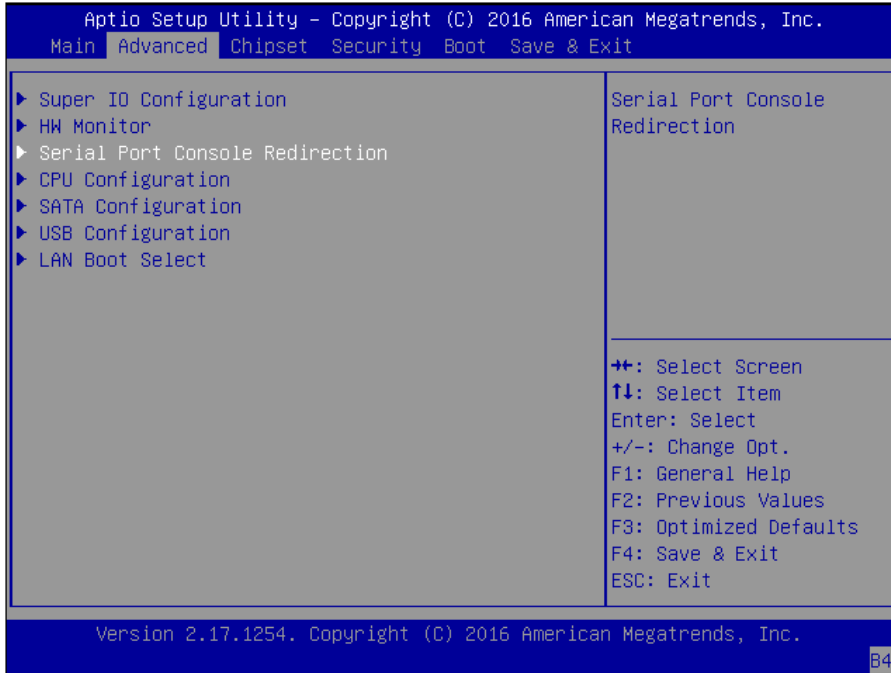 Aptio Setup Utility – Copyright (C) 2016 American Megatrends, Inc.
Main Advanced Chipset Security Boot Save & Exit
▶ Super IO Configuration
▶ HW Monitor
▶ Serial Port Console Redirection
▶ CPU Configuration
▶ SATA Configuration
▶ USB Configuration
▶ LAN Boot Select
Serial Port Console
Redirection
→←: Select Screen
↑↓: Select Item
Enter: Select
+/-: Change Opt.
F1: General Help
F2: Previous Values
F3: Optimized Defaults
F4: Save & Exit
ESC: Exit
Version 2.17.1254. Copyright (C) 2016 American Megatrends, Inc.
B4